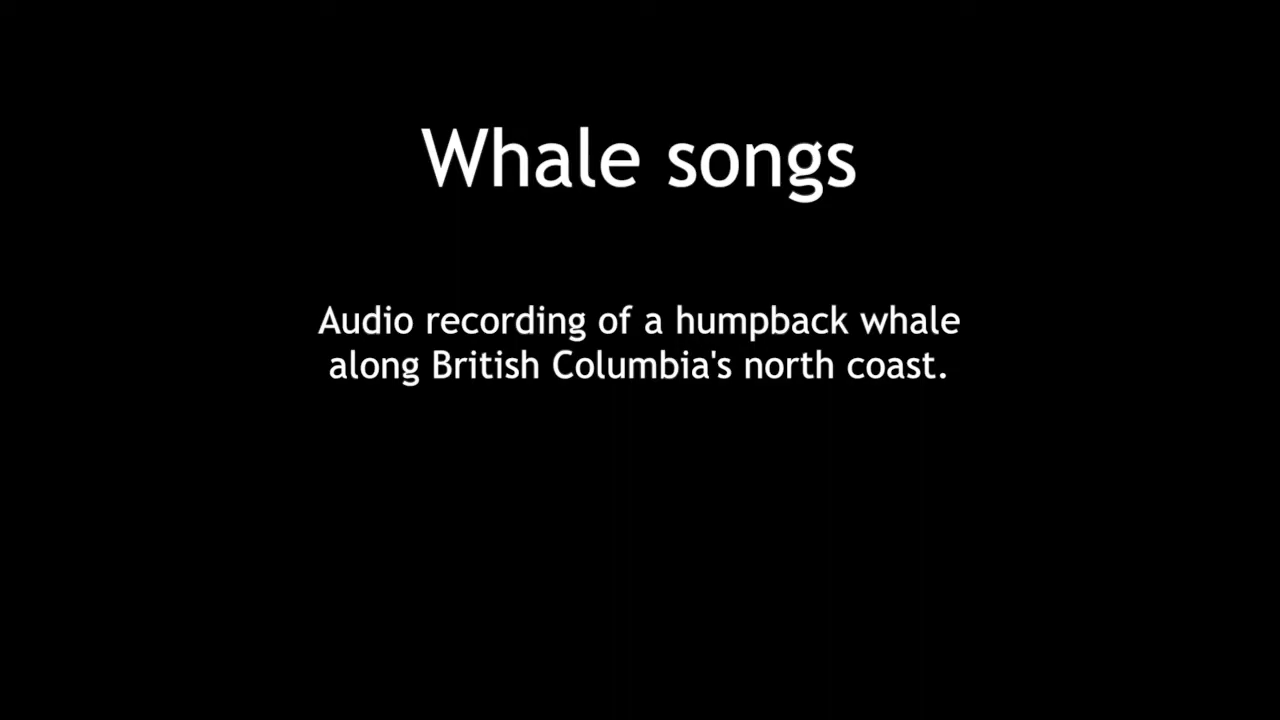 Whale songs
Audio recording of a humpback whale
along British Columbia's north coast.